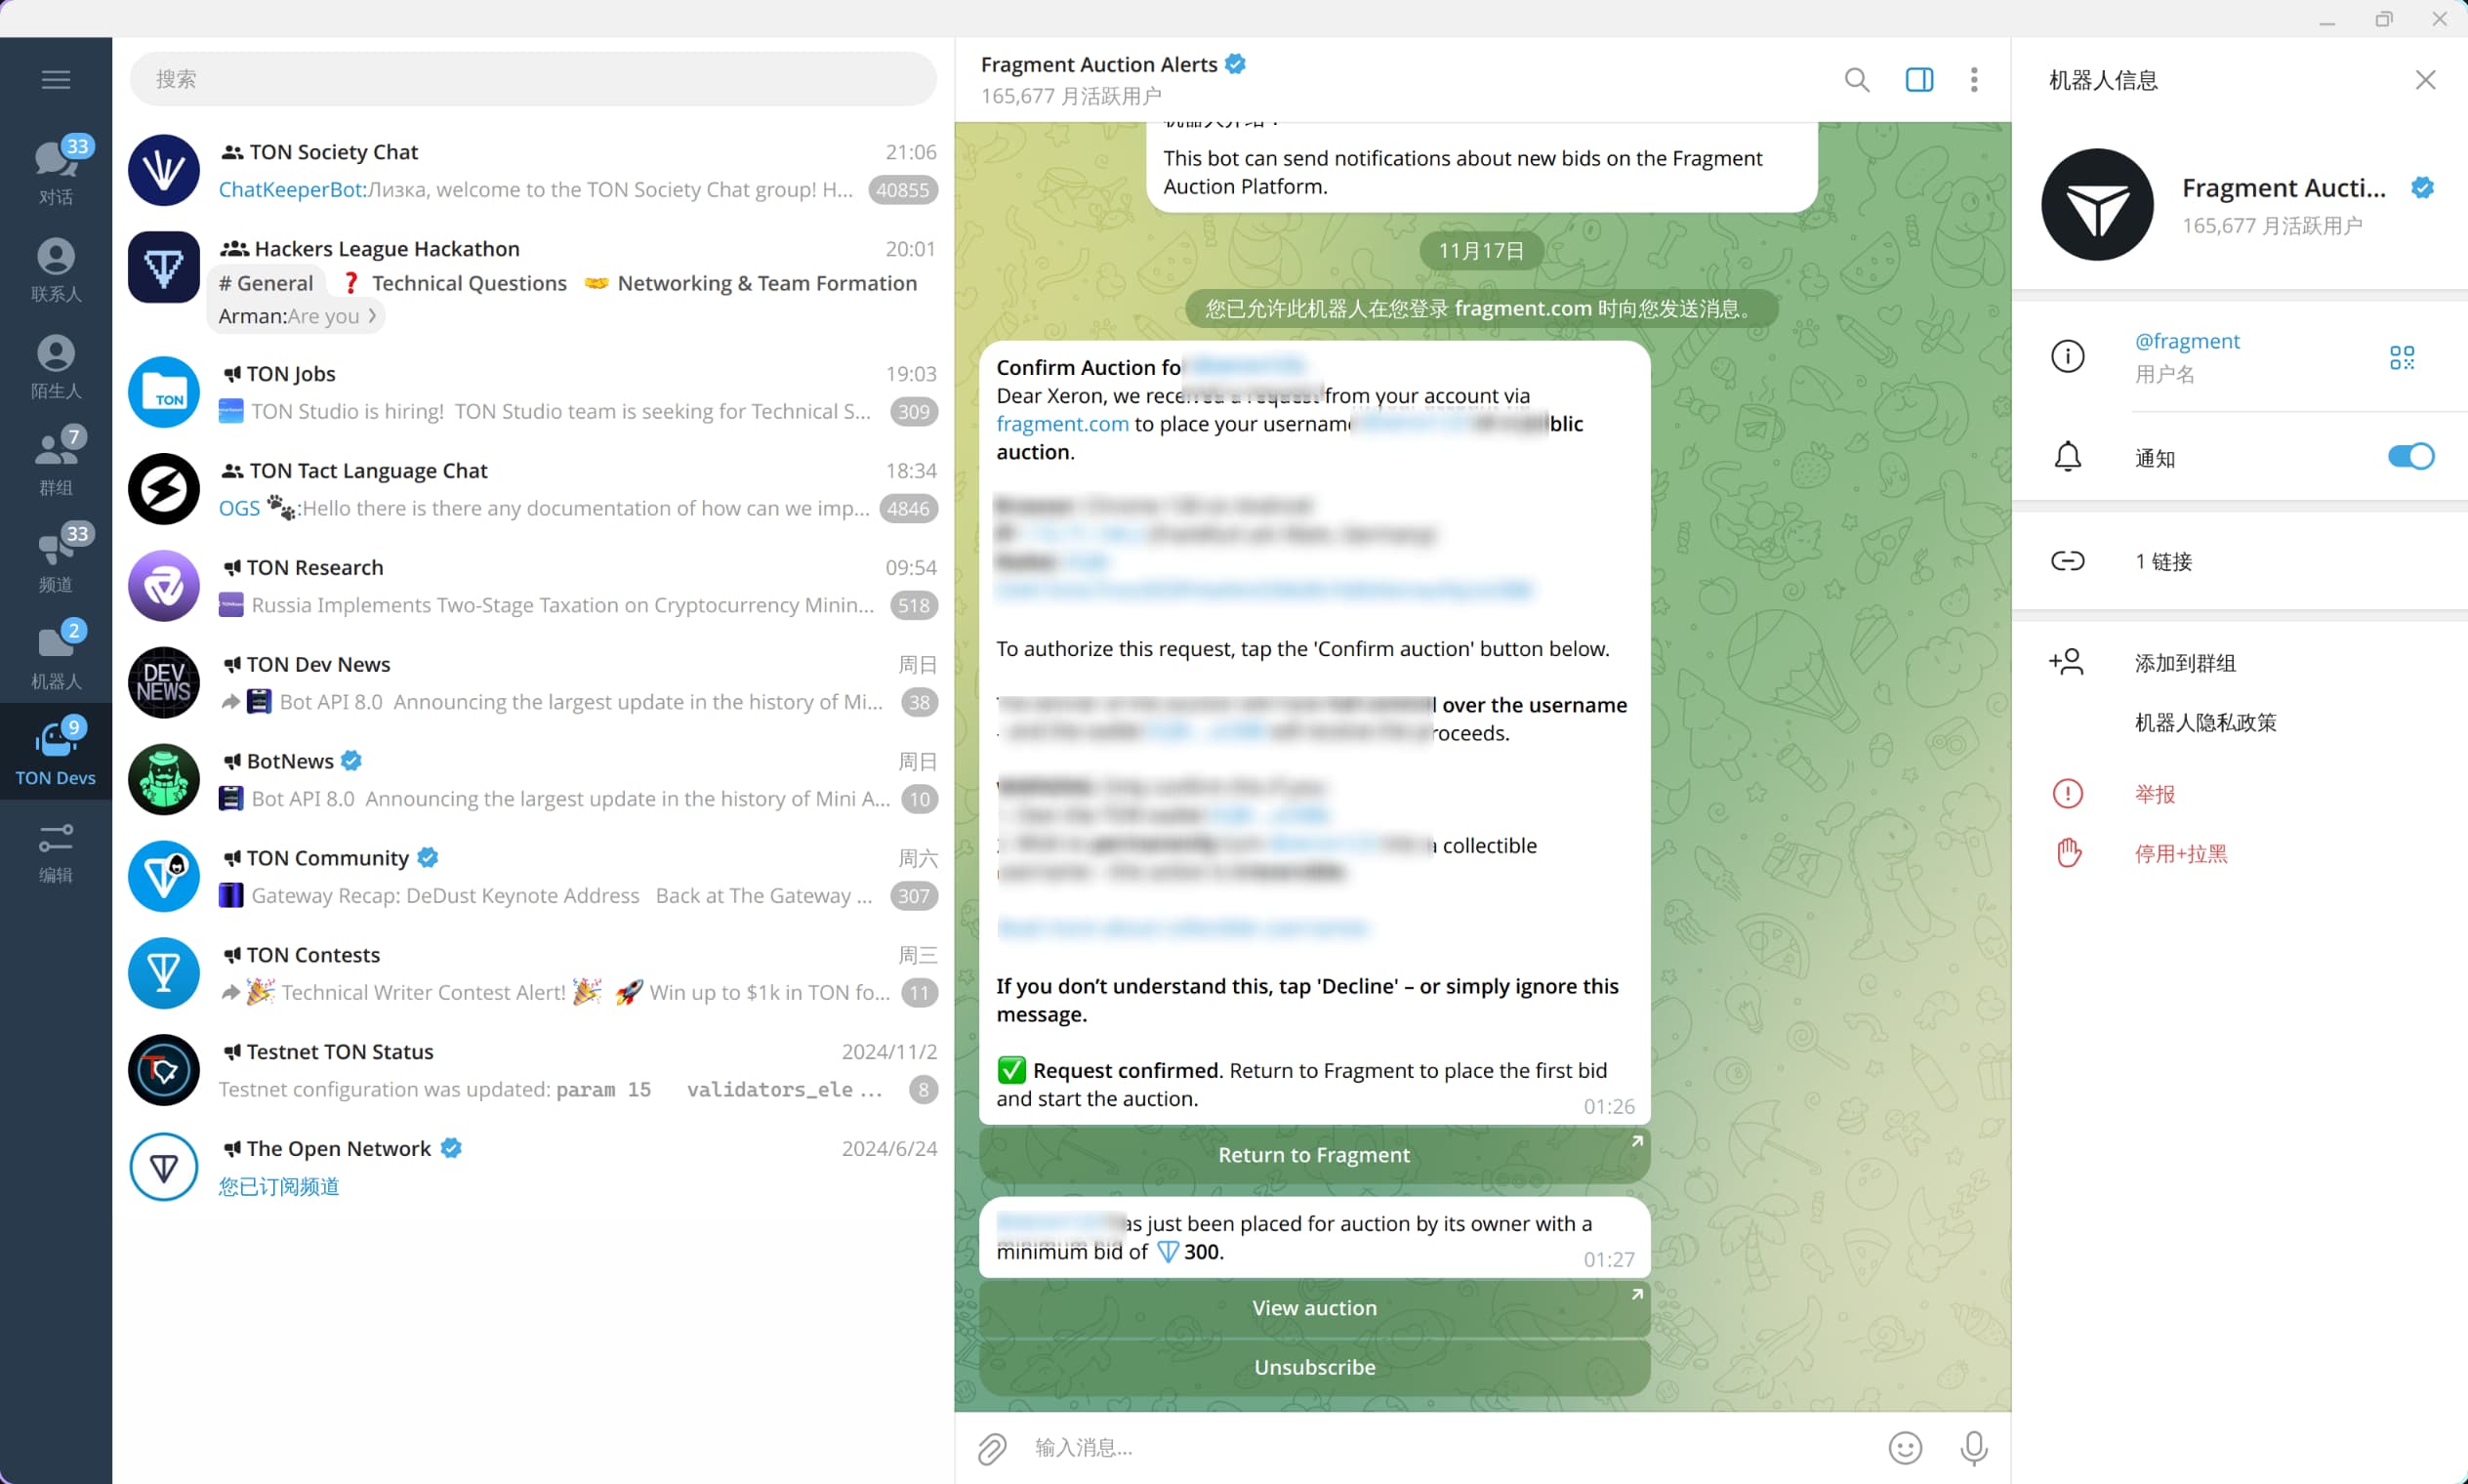 搜索
33
对话
联系人
陌生人
7
群组
33
频道
2
机器人
9
TON Devs
编辑
TON Society Chat 21:06
ChatKeeperBot:Лизка, welcome to the TON Society Chat group! H... 40855
Hackers League Hackathon 20:01
# General ❓ Technical Questions 🤝 Networking & Team Formation
Arman:Are you
TON Jobs 19:03
TON Studio is hiring! TON Studio team is seeking for Technical S... 309
TON Tact Language Chat 18:34
OGS 🐾:Hello there is there any documentation of how can we imp... 4846
TON Research 09:54
Russia Implements Two-Stage Taxation on Cryptocurrency Minin... 518
DEV NEWS
TON Dev News 周日
Bot API 8.0 Announcing the largest update in the history of Mi... 38
BotNews 周日
Bot API 8.0 Announcing the largest update in the history of Mini A... 10
TON Community 周六
Gateway Recap: DeDust Keynote Address Back at The Gateway ... 307
TON Contests 周三
🎉 Technical Writer Contest Alert! 🎉 🚀 Win up to $1k in TON fo... 11
Testnet TON Status 2024/11/2
Testnet configuration was updated: param 15 validators_ele ... 8
The Open Network 2024/6/24
您已订阅频道
Fragment Auction Alerts
165,677 月活跃用户
机器人介绍：
This bot can send notifications about new bids on the Fragment
Auction Platform.
11月17日
您已允许此机器人在您登录 fragment.com 时向您发送消息。
Confirm Auction for
Dear Xeron, we received a request from your account via
fragment.com to place your username blic
auction.
To authorize this request, tap the 'Confirm auction' button below.
over the username
roceeds.
a collectible
If you don’t understand this, tap 'Decline' – or simply ignore this
message.
✅ Request confirmed. Return to Fragment to place the first bid
and start the auction. 01:26
Return to Fragment
as just been placed for auction by its owner with a
minimum bid of 300. 01:27
View auction
Unsubscribe
输入消息...
机器人信息
Fragment Aucti...
165,677 月活跃用户
@fragment
用户名
通知
1 链接
添加到群组
机器人隐私政策
举报
停用+拉黑